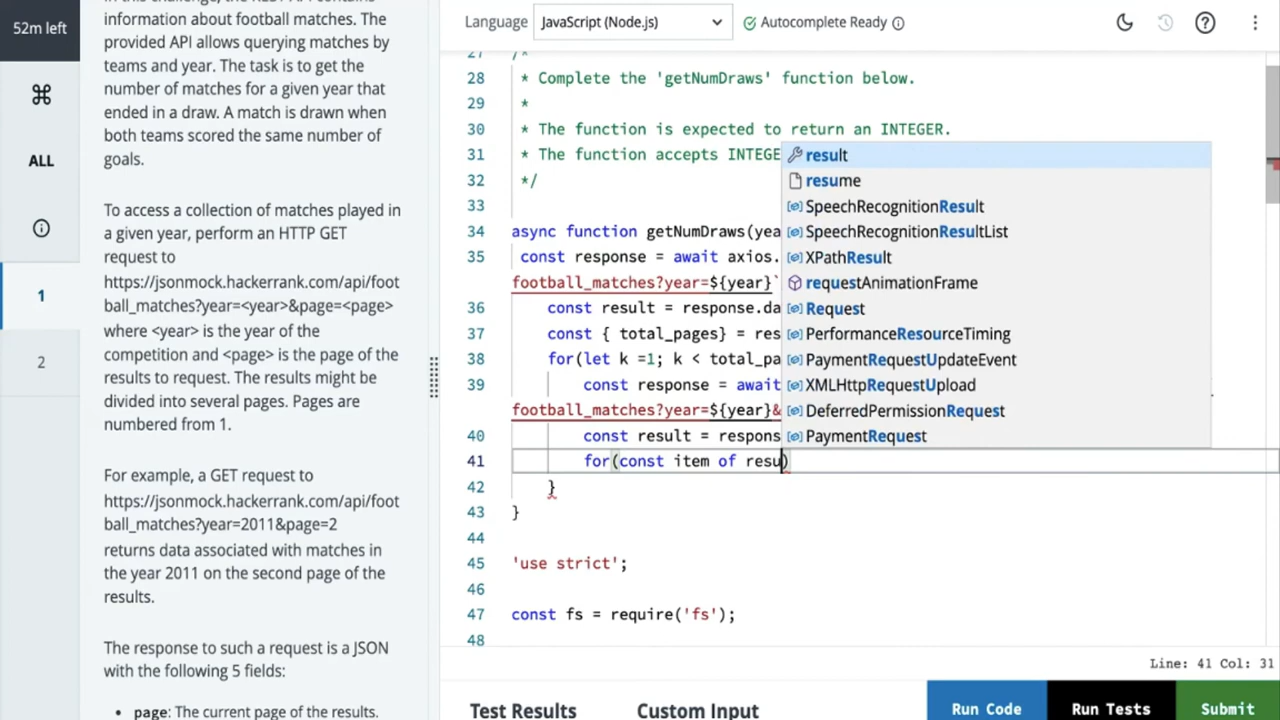 52m left
ALL
1
2
information about football matches. The
provided API allows querying matches by
teams and year. The task is to get the
number of matches for a given year that
ended in a draw. A match is drawn when
both teams scored the same number of
goals.
To access a collection of matches played in
a given year, perform an HTTP GET
request to
https://jsonmock.hackerrank.com/api/foot
ball_matches?year=<year>&page=<page>
where <year> is the year of the
competition and <page> is the page of the
results to request. The results might be
divided into several pages. Pages are
numbered from 1.
For example, a GET request to
https://jsonmock.hackerrank.com/api/foot
ball_matches?year=2011&page=2
returns data associated with matches in
the year 2011 on the second page of the
results.
The response to such a request is a JSON
with the following 5 fields:
• page: The current page of the results.
Language JavaScript (Node.js) Autocomplete Ready
27 /*
28 * Complete the 'getNumDraws' function below.
29 *
30 * The function is expected to return an INTEGER.
31 * The function accepts INTEGE
32 */
33
34 async function getNumDraws(yea
35 const response = await axios.
football_matches?year=${year}`
36 const result = response.da
37 const { total_pages} = res
38 for(let k =1; k < total_pa
39 const response = await
football_matches?year=${year}&
40 const result = respons
41 for(const item of resu)
42 }
43 }
44
45 'use strict';
46
47 const fs = require('fs');
48
result
resume
SpeechRecognitionResult
SpeechRecognitionResultList
XPathResult
requestAnimationFrame
Request
PerformanceResourceTiming
PaymentRequestUpdateEvent
XMLHttpRequestUpload
DeferredPermissionRequest
PaymentRequest
Line: 41 Col: 31
Test Results Custom Input Run Code Run Tests Submit